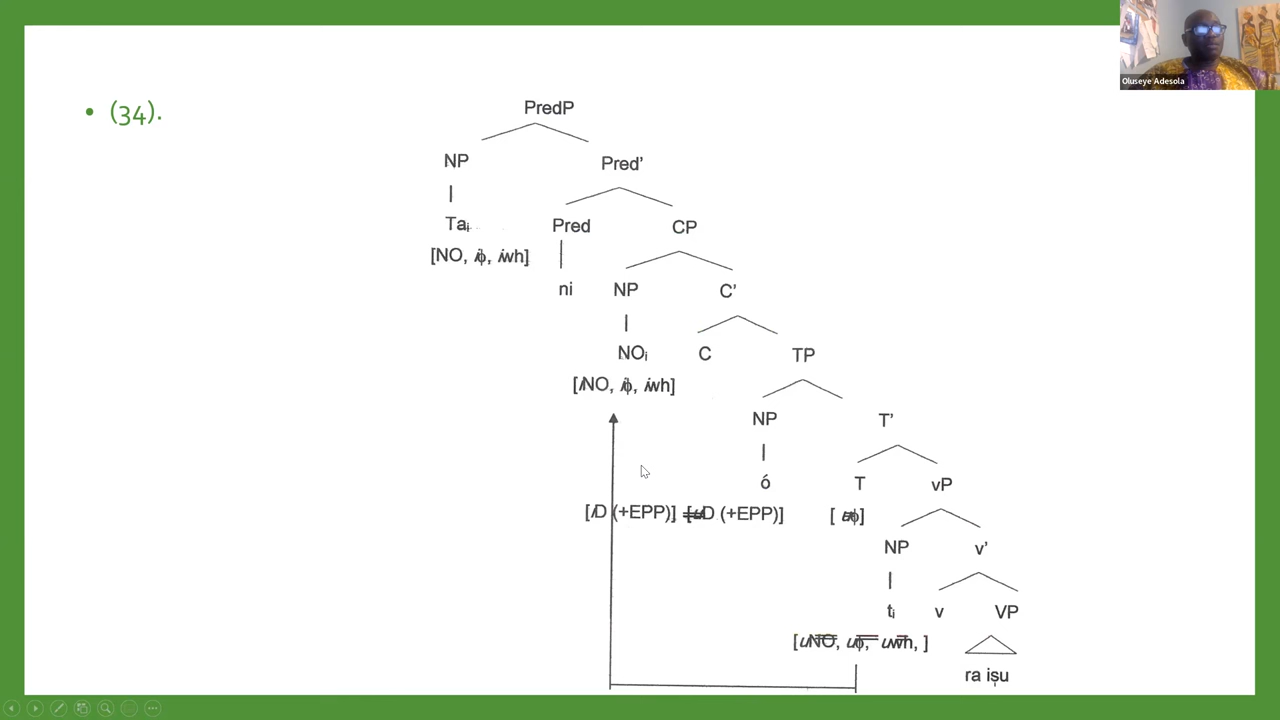 Oluseye Adesola
• (34).
PredP
NP Pred’
Taᵢ Pred CP
[NO, iϕ, iwh]
ni NP C’
NOᵢ C TP
[iNO, iϕ, iwh]
NP T’
ó T vP
[iD (+EPP)] [uD (+EPP)] [ uϕ]
NP v’
tᵢ v VP
[uNO, uϕ, uwh, ]
ra iṣu